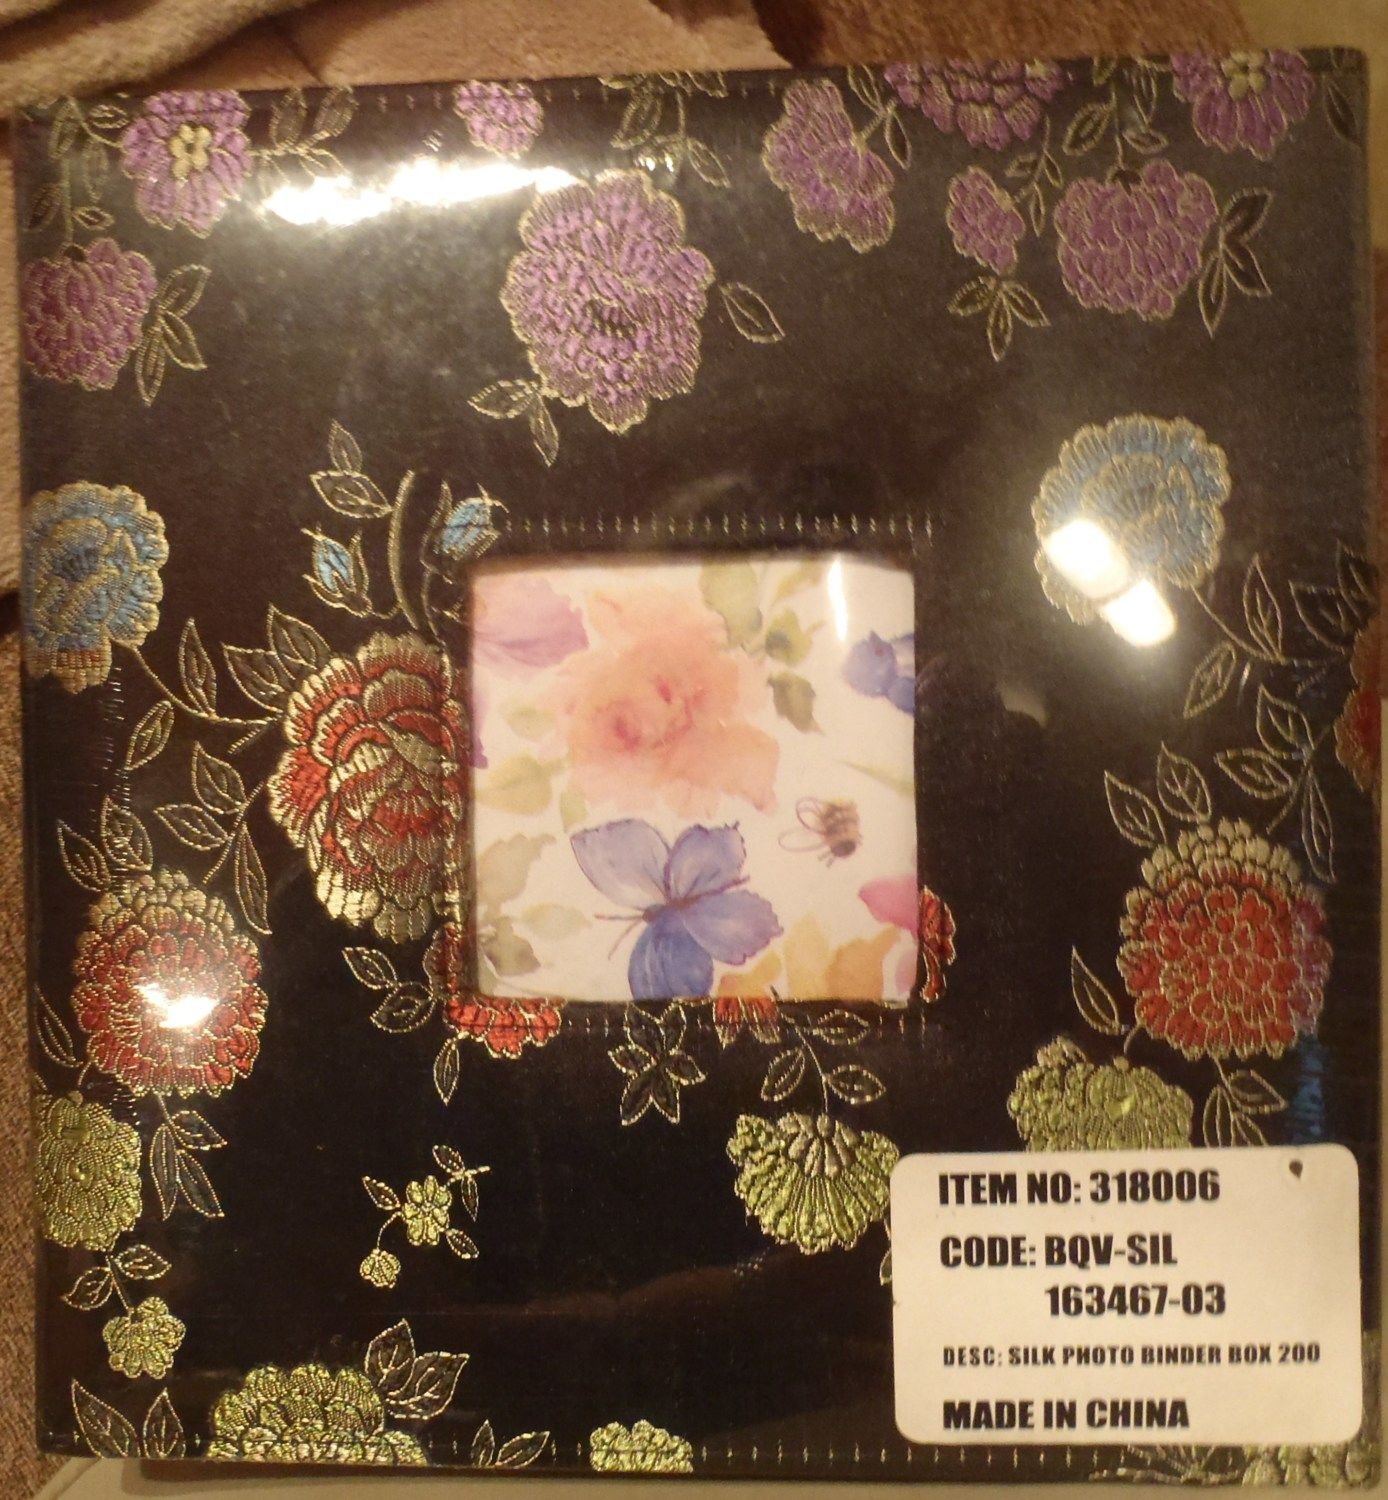 ITEM NO: 318006
CODE: BQV-SIL
163467-03
DESC: SILK PHOTO BINDER BOX 200
MADE IN CHINA